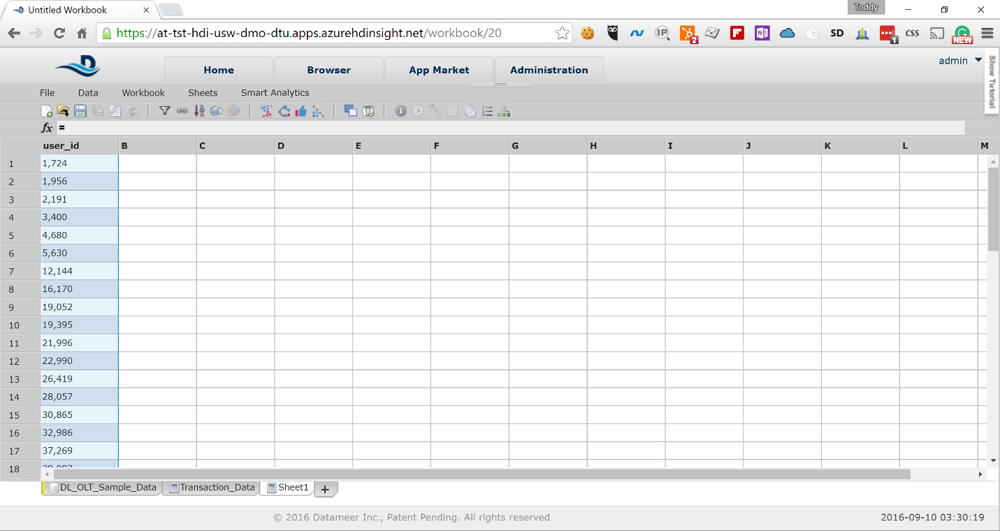 Untitled Workbook
Toddy
https://at-tst-hdi-usw-dmo-dtu.apps.azurehdinsight.net/workbook/20
IP 2 F N SD 1 CSS NEW
Home Browser App Market Administration
admin
Show Tutorial
File Data Workbook Sheets Smart Analytics
fx =
user_id B C D E F G H I J K L M
1 1,724
2 1,956
3 2,191
4 3,400
5 4,680
6 5,630
7 12,144
8 16,170
9 19,052
10 19,395
11 21,996
12 22,990
13 26,419
14 28,057
15 30,865
16 32,986
17 37,269
18
DL_OLT_Sample_Data Transaction_Data Sheet1 +
© 2016 Datameer Inc., Patent Pending. All rights reserved
2016-09-10 03:30:19